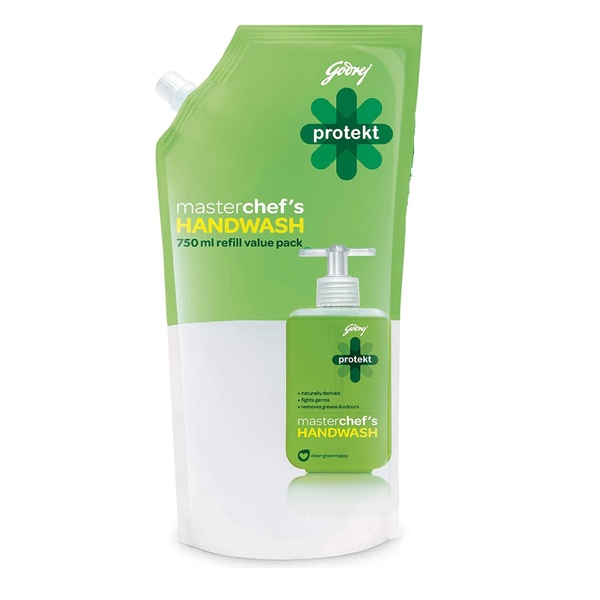 Godrej
protekt
masterchef's
HANDWASH
750 ml refill value pack
Godrej
protekt
• naturally derived
• fights germs
• removes grease & odours
masterchef's
HANDWASH
clean green happy